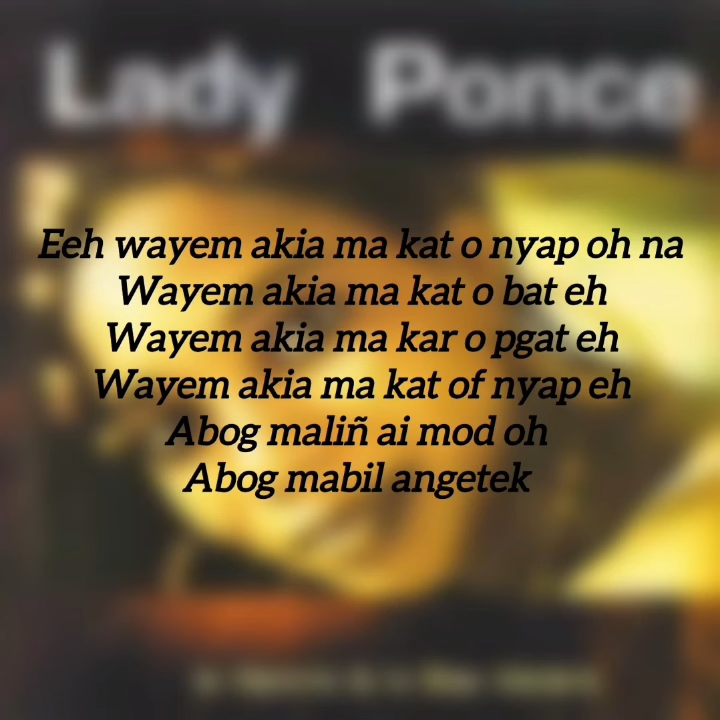 Lady Ponce
Eeh wayem akia ma kat o nyap oh na
Wayem akia ma kat o bat eh
Wayem akia ma kar o pgat eh
Wayem akia ma kat of nyap eh
Abog maliñ ai mod oh
Abog mabil angetek